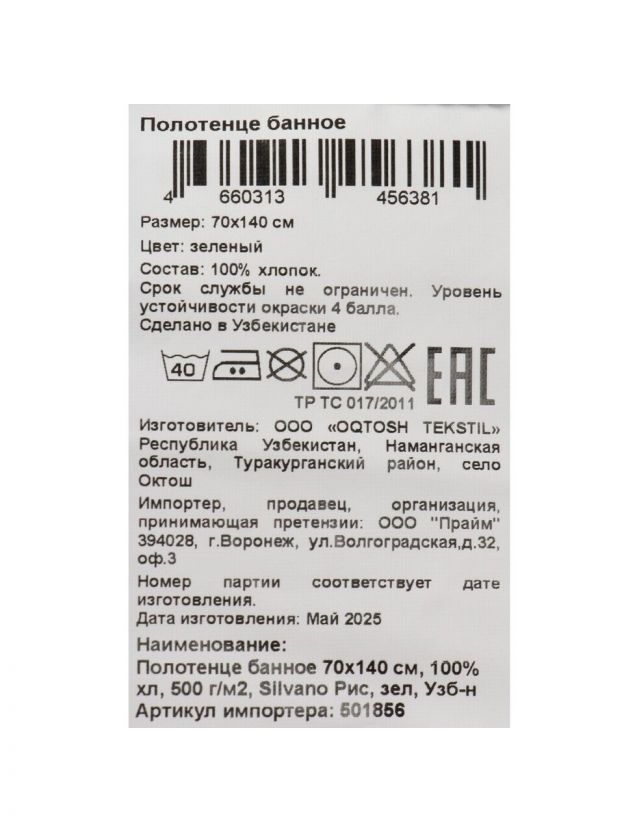 Полотенце банное
4 660313 456381
Размер: 70х140 см
Цвет: зеленый
Состав: 100% хлопок.
Срок службы не ограничен. Уровень
устойчивости окраски 4 балла.
Сделано в Узбекистане
40
EAC
ТР ТС 017/2011
Изготовитель: ООО «OQTOSH TEKSTIL»
Республика Узбекистан, Наманганская
область, Туракурганский район, село
Октош
Импортер, продавец, организация,
принимающая претензии: ООО "Прайм"
394028, г.Воронеж, ул.Волгоградская,д.32,
оф.3
Номер партии соответствует дате
изготовления.
Дата изготовления: Май 2025
Наименование:
Полотенце банное 70х140 см, 100%
хл, 500 г/м2, Silvano Рис, зел, Узб-н
Артикул импортера: 501856